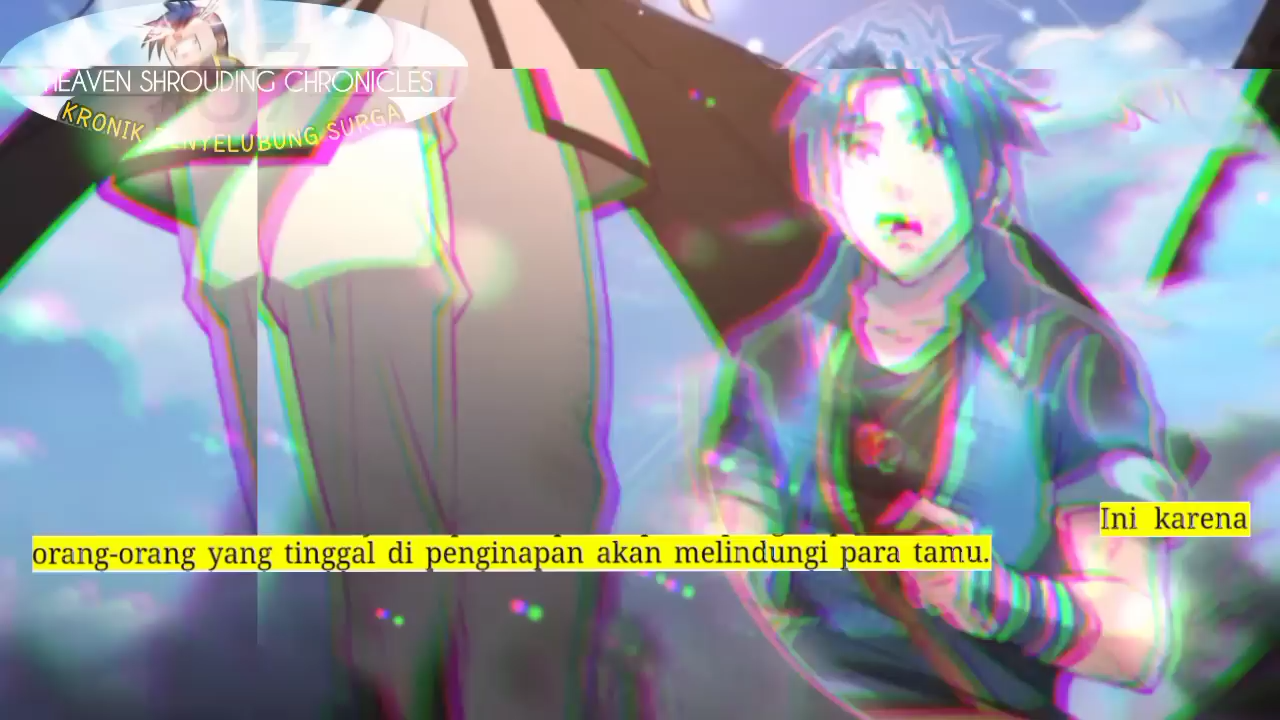 HEAVEN SHROUDING CHRONICLES
KRONIK PENYELUBUNG SURGA
Ini karena
orang-orang yang tinggal di penginapan akan melindungi para tamu.